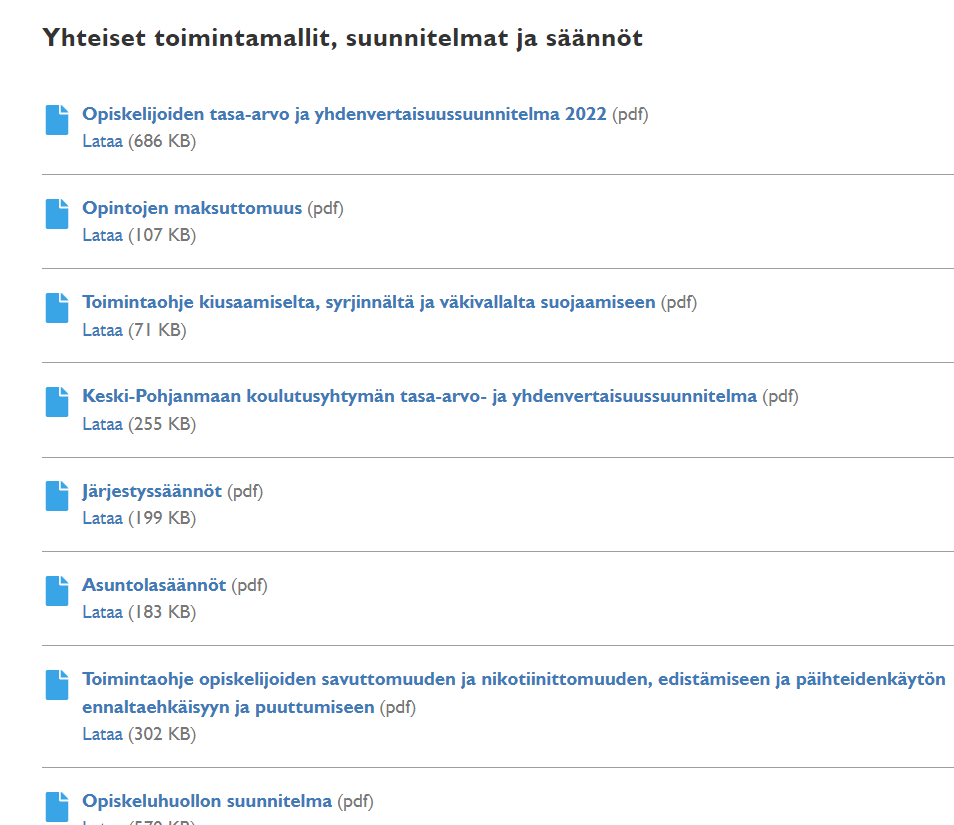 Yhteiset toimintamallit, suunnitelmat ja säännöt
Opiskelijoiden tasa-arvo ja yhdenvertaisuussuunnitelma 2022 (pdf)
Lataa (686 KB)
Opintojen maksuttomuus (pdf)
Lataa (107 KB)
Toimintaohje kiusaamiselta, syrjinnältä ja väkivallalta suojaamiseen (pdf)
Lataa (71 KB)
Keski-Pohjanmaan koulutusyhtymän tasa-arvo- ja yhdenvertaisuussuunnitelma (pdf)
Lataa (255 KB)
Järjestyssäännöt (pdf)
Lataa (199 KB)
Asuntolasäännöt (pdf)
Lataa (183 KB)
Toimintaohje opiskelijoiden savuttomuuden ja nikotiinittomuuden, edistämiseen ja päihteidenkäytön
ennaltaehkäisyyn ja puuttumiseen (pdf)
Lataa (302 KB)
Opiskeluhuollon suunnitelma (pdf)